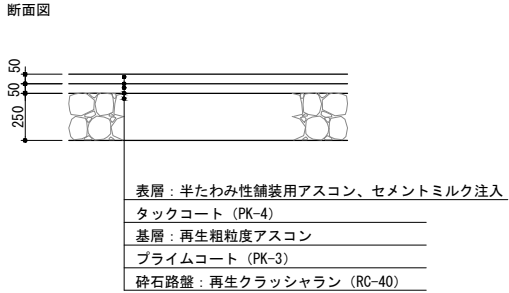 断面図
50
50
250
表層：半たわみ性舗装用アスコン、セメントミルク注入
タックコート（PK-4）
基層：再生粗粒度アスコン
プライムコート（PK-3）
砕石路盤：再生クラッシャラン（RC-40）